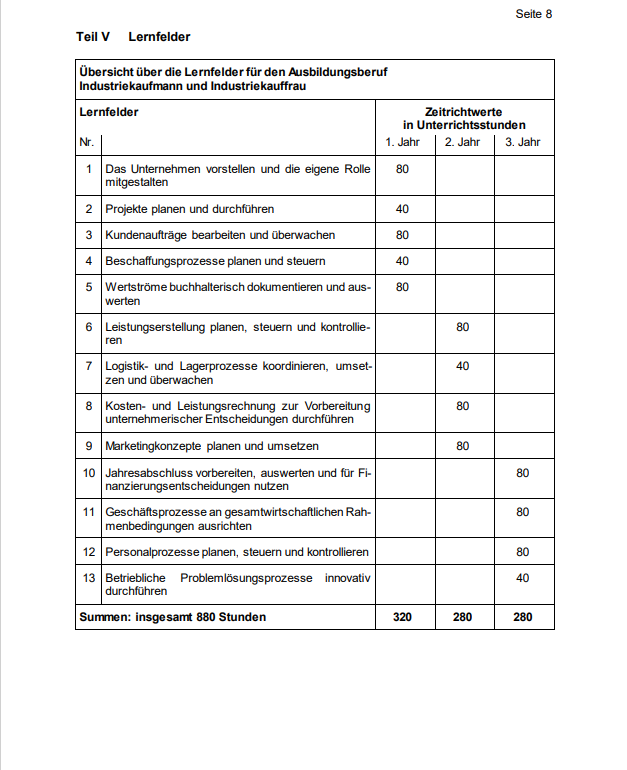 Seite 8
Teil V Lernfelder
Übersicht über die Lernfelder für den Ausbildungsberuf
Industriekaufmann und Industriekauffrau
Lernfelder Zeitrichtwerte
in Unterrichtsstunden
Nr. 1. Jahr 2. Jahr 3. Jahr
1 Das Unternehmen vorstellen und die eigene Rolle 80
mitgestalten
2 Projekte planen und durchführen 40
3 Kundenaufträge bearbeiten und überwachen 80
4 Beschaffungsprozesse planen und steuern 40
5 Wertströme buchhalterisch dokumentieren und aus- 80
werten
6 Leistungserstellung planen, steuern und kontrollie- 80
ren
7 Logistik- und Lagerprozesse koordinieren, umset- 40
zen und überwachen
8 Kosten- und Leistungsrechnung zur Vorbereitung 80
unternehmerischer Entscheidungen durchführen
9 Marketingkonzepte planen und umsetzen 80
10 Jahresabschluss vorbereiten, auswerten und für Fi- 80
nanzierungsentscheidungen nutzen
11 Geschäftsprozesse an gesamtwirtschaftlichen Rah- 80
menbedingungen ausrichten
12 Personalprozesse planen, steuern und kontrollieren 80
13 Betriebliche Problemlösungsprozesse innovativ 40
durchführen
Summen: insgesamt 880 Stunden 320 280 280